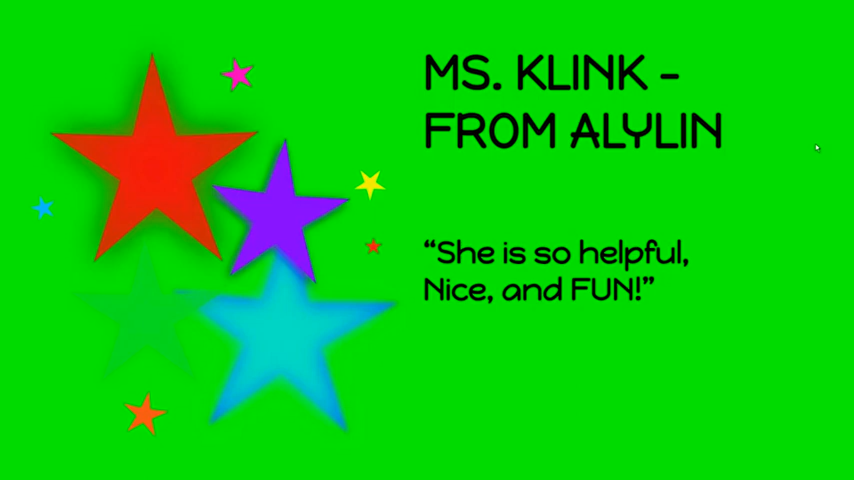 MS. KLINK -
FROM ALYLIN
“She is so helpful,
Nice, and FUN!”